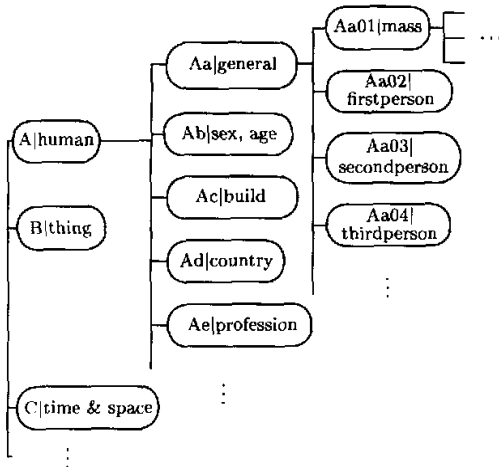 Aa01|mass
...
Aa|general
Aa02|
firstperson
A|human
Ab|sex, age
Aa03|
secondperson
Ac|build
Aa04|
thirdperson
B|thing
Ad|country
Ae|profession
C|time & space